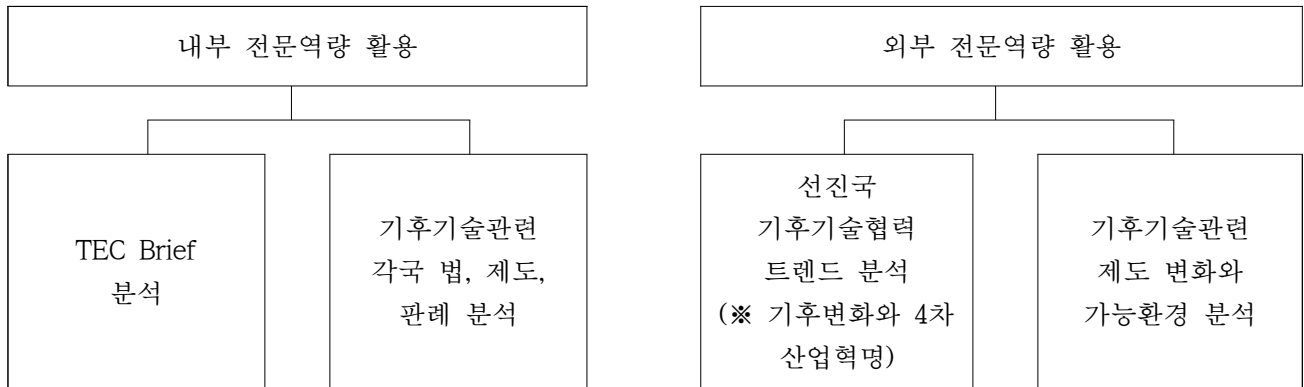 내부 전문역량 활용
외부 전문역량 활용
TEC Brief
분석
기후기술관련
각국 법, 제도,
판례 분석
선진국
기후기술협력
트렌드 분석
(※ 기후변화와 4차
산업혁명)
기후기술관련
제도 변화와
가능환경 분석